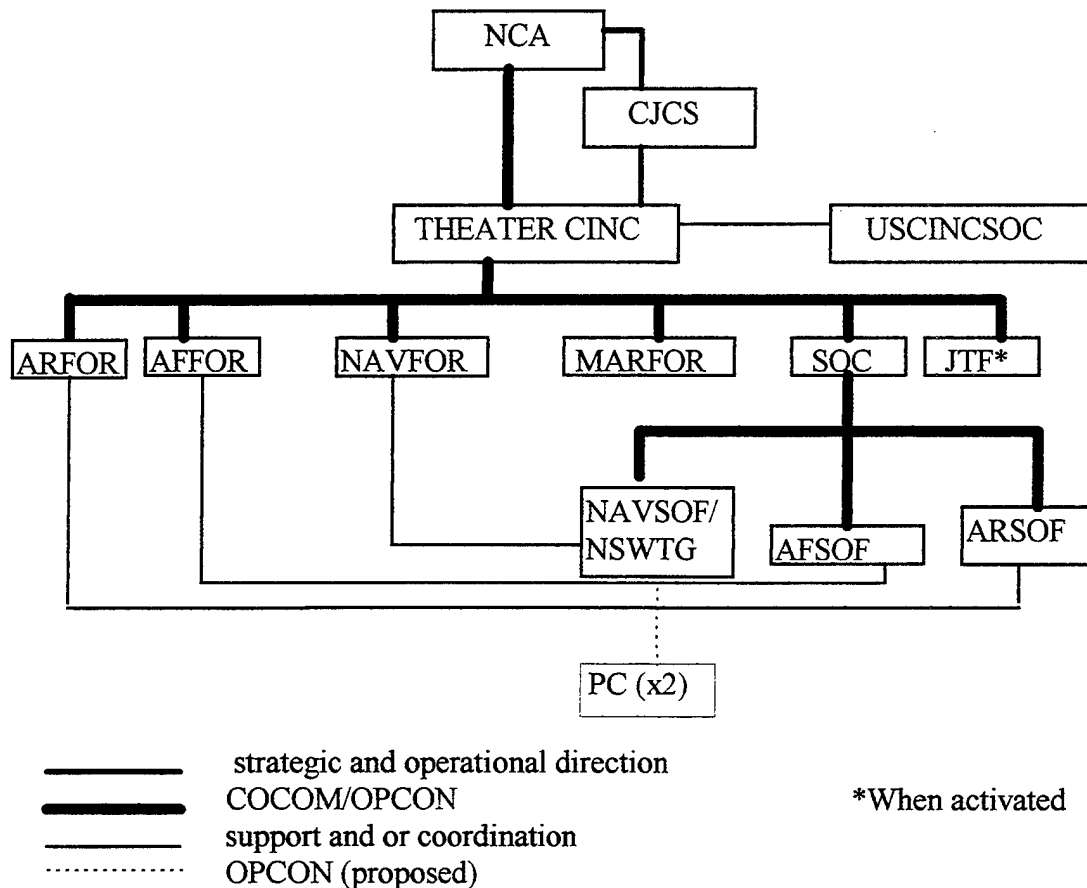 NCA
CJCS
THEATER CINC
USCINCSOC
ARFOR
AFFOR
NAVFOR
MARFOR
SOC
JTF*
NAVSOF/
NSWTG
AFSOF
ARSOF
PC (x2)
strategic and operational direction
COCOM/OPCON
*When activated
support and or coordination
OPCON (proposed)